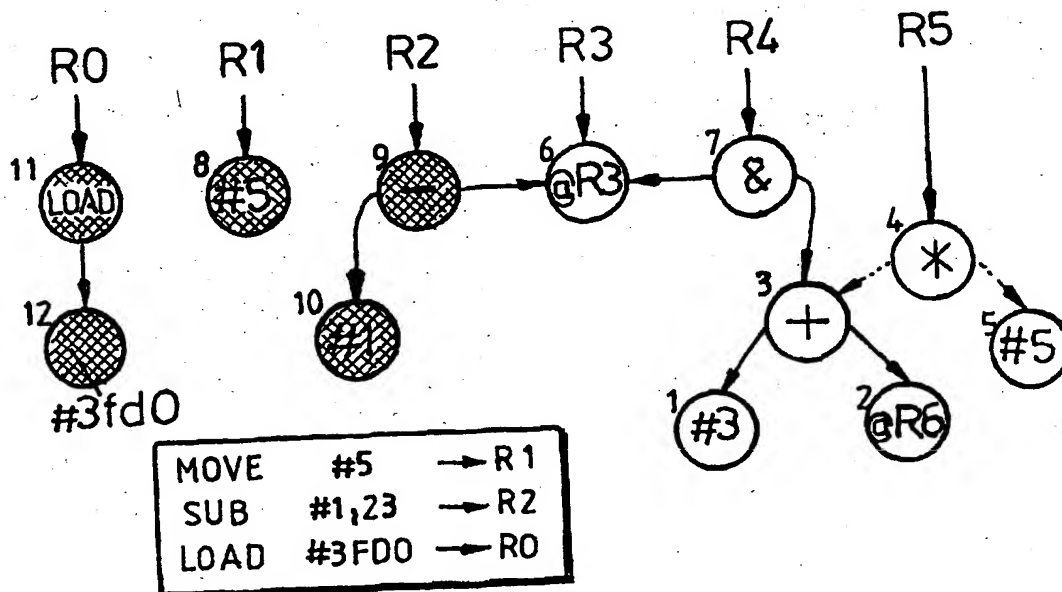 R0 R1 R2 R3 R4 R5
11 LOAD 8 #5 9 - 6 @R3 7 &
4 *
12 10 #1 3 + 5 #5
#3fd0 1 #3 2 @R6
MOVE #5 → R1
SUB #1,23 → R2
LOAD #3FD0 → R0